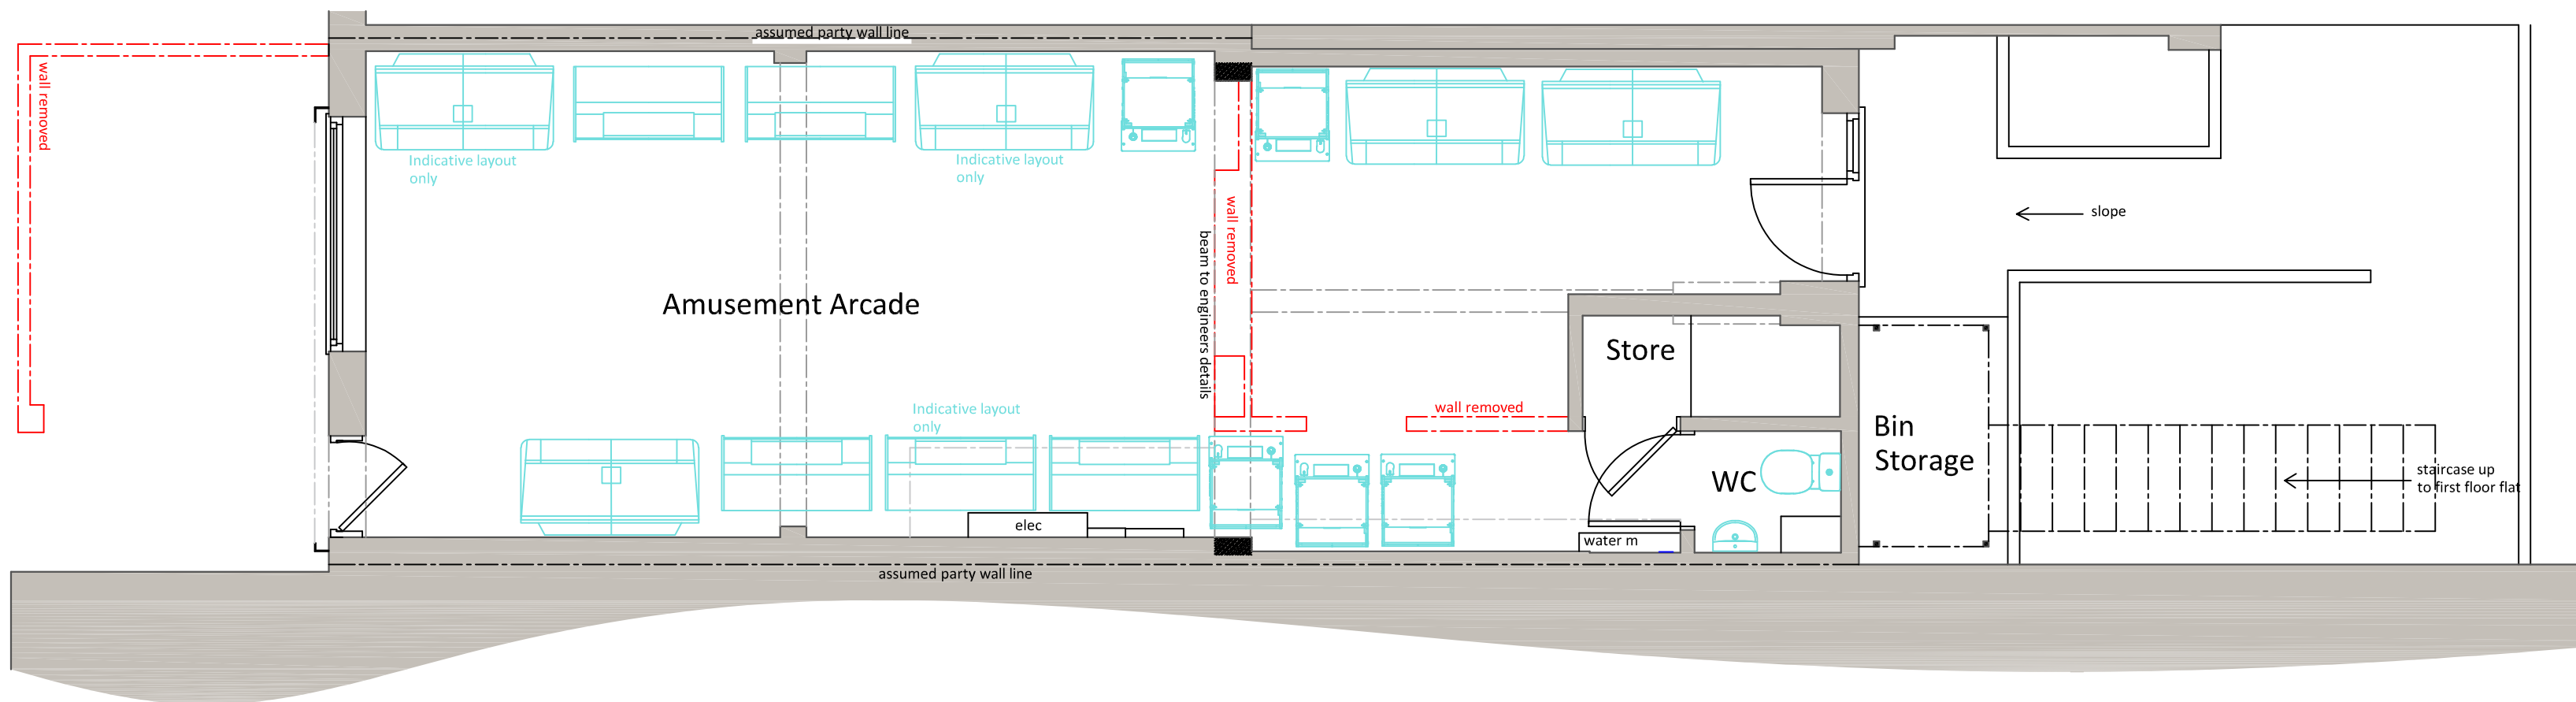 assumed party wall line
wall removed
Indicative layout
only
Indicative layout
only
wall removed
beam to engineers details
slope
Amusement Arcade
Store
Indicative layout
only
wall removed
Bin
Storage
WC
staircase up
to first floor flat
elec
water m
assumed party wall line